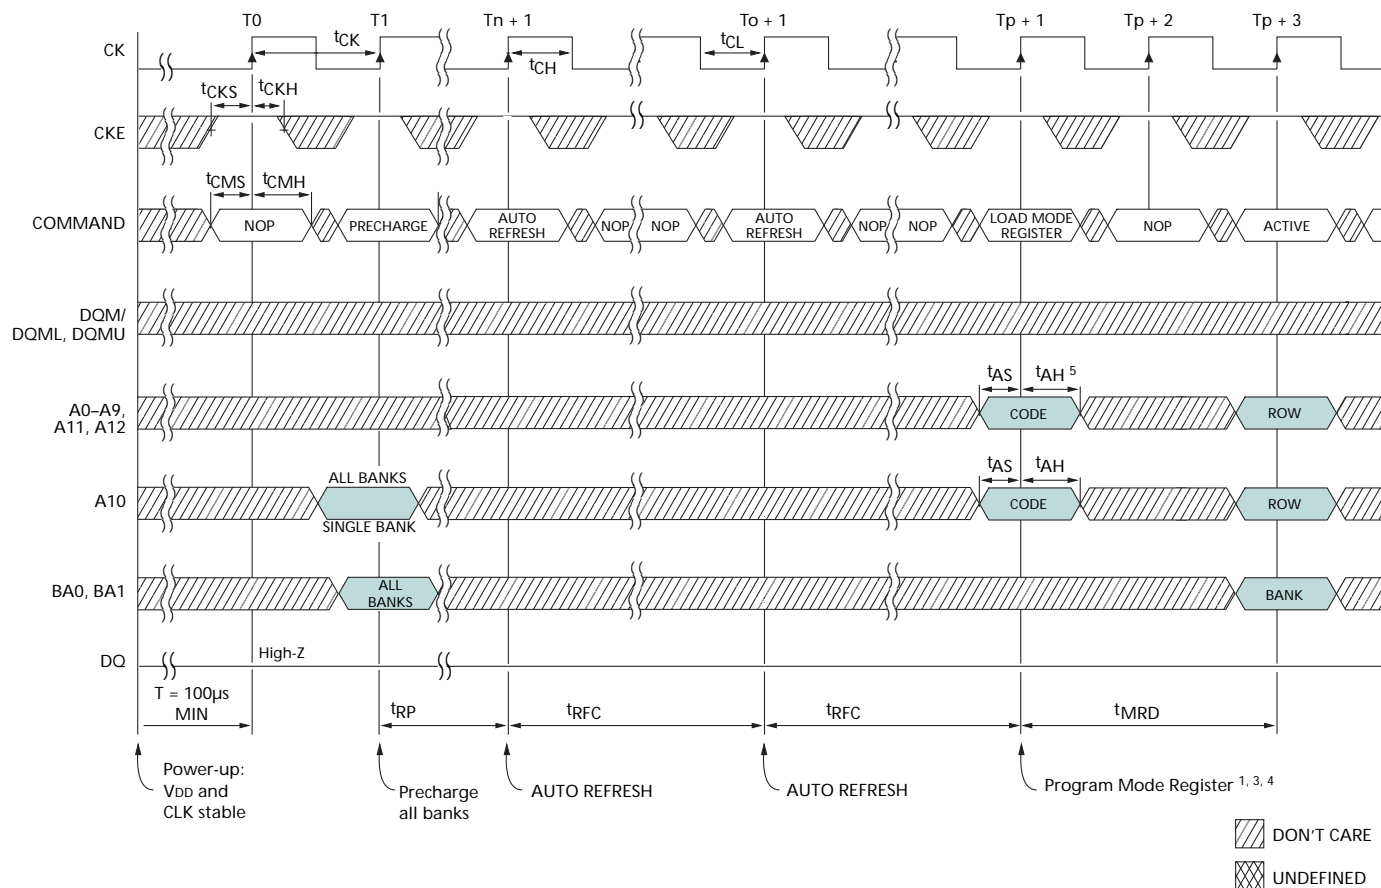 T0 T1 Tn + 1 To + 1 Tp + 1 Tp + 2 Tp + 3
CK tCK tCH tCL
tCKS tCKH
CKE
tCMS tCMH
COMMAND NOP PRECHARGE AUTO REFRESH NOP NOP AUTO REFRESH NOP NOP LOAD MODE REGISTER NOP ACTIVE
DQM/
DQML, DQMU
tAS tAH 5
A0–A9,
A11, A12
CODE ROW
ALL BANKS tAS tAH
A10 CODE ROW
SINGLE BANK
BA0, BA1 ALL BANKS BANK
DQ High-Z
T = 100µs
MIN
tRP tRFC tRFC tMRD
Power-up:
VDD and
CLK stable
Precharge
all banks
AUTO REFRESH
AUTO REFRESH
Program Mode Register 1, 3, 4
DON'T CARE
UNDEFINED